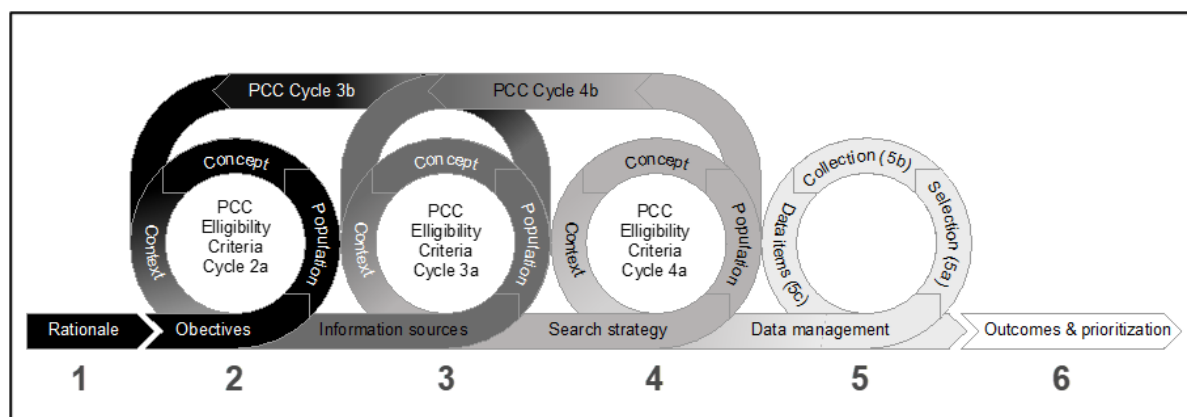 PCC Cycle 3b
PCC Cycle 4b
Concept
Population
Context
PCC
Elligibility
Criteria
Cycle 2a
Concept
Population
Context
PCC
Elligibility
Criteria
Cycle 3a
Concept
Population
Context
PCC
Elligibility
Criteria
Cycle 4a
Collection (5b)
Selection (5a)
Data items (5c)
Rationale
Obectives
Information sources
Search strategy
Data management
Outcomes & prioritization
1
2
3
4
5
6